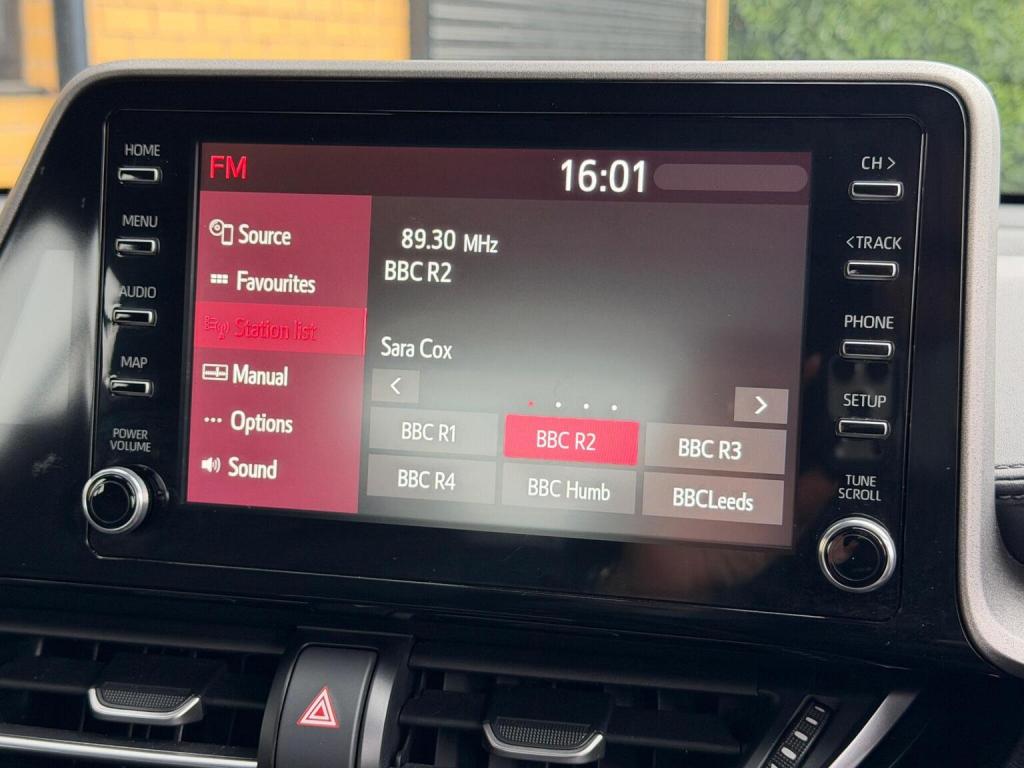 HOME
MENU
AUDIO
MAP
POWER
VOLUME
FM
16:01
Source
Favourites
Station list
Manual
Options
Sound
89.30 MHz
BBC R2
Sara Cox
<
>
BBC R1
BBC R2
BBC R3
BBC R4
BBC Humb
BBCLeeds
CH >
< TRACK
PHONE
SETUP
TUNE
SCROLL